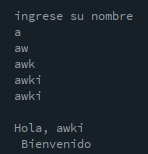 ingrese su nombre
a
aw
awk
awki
awki
Hola, awki
Bienvenido